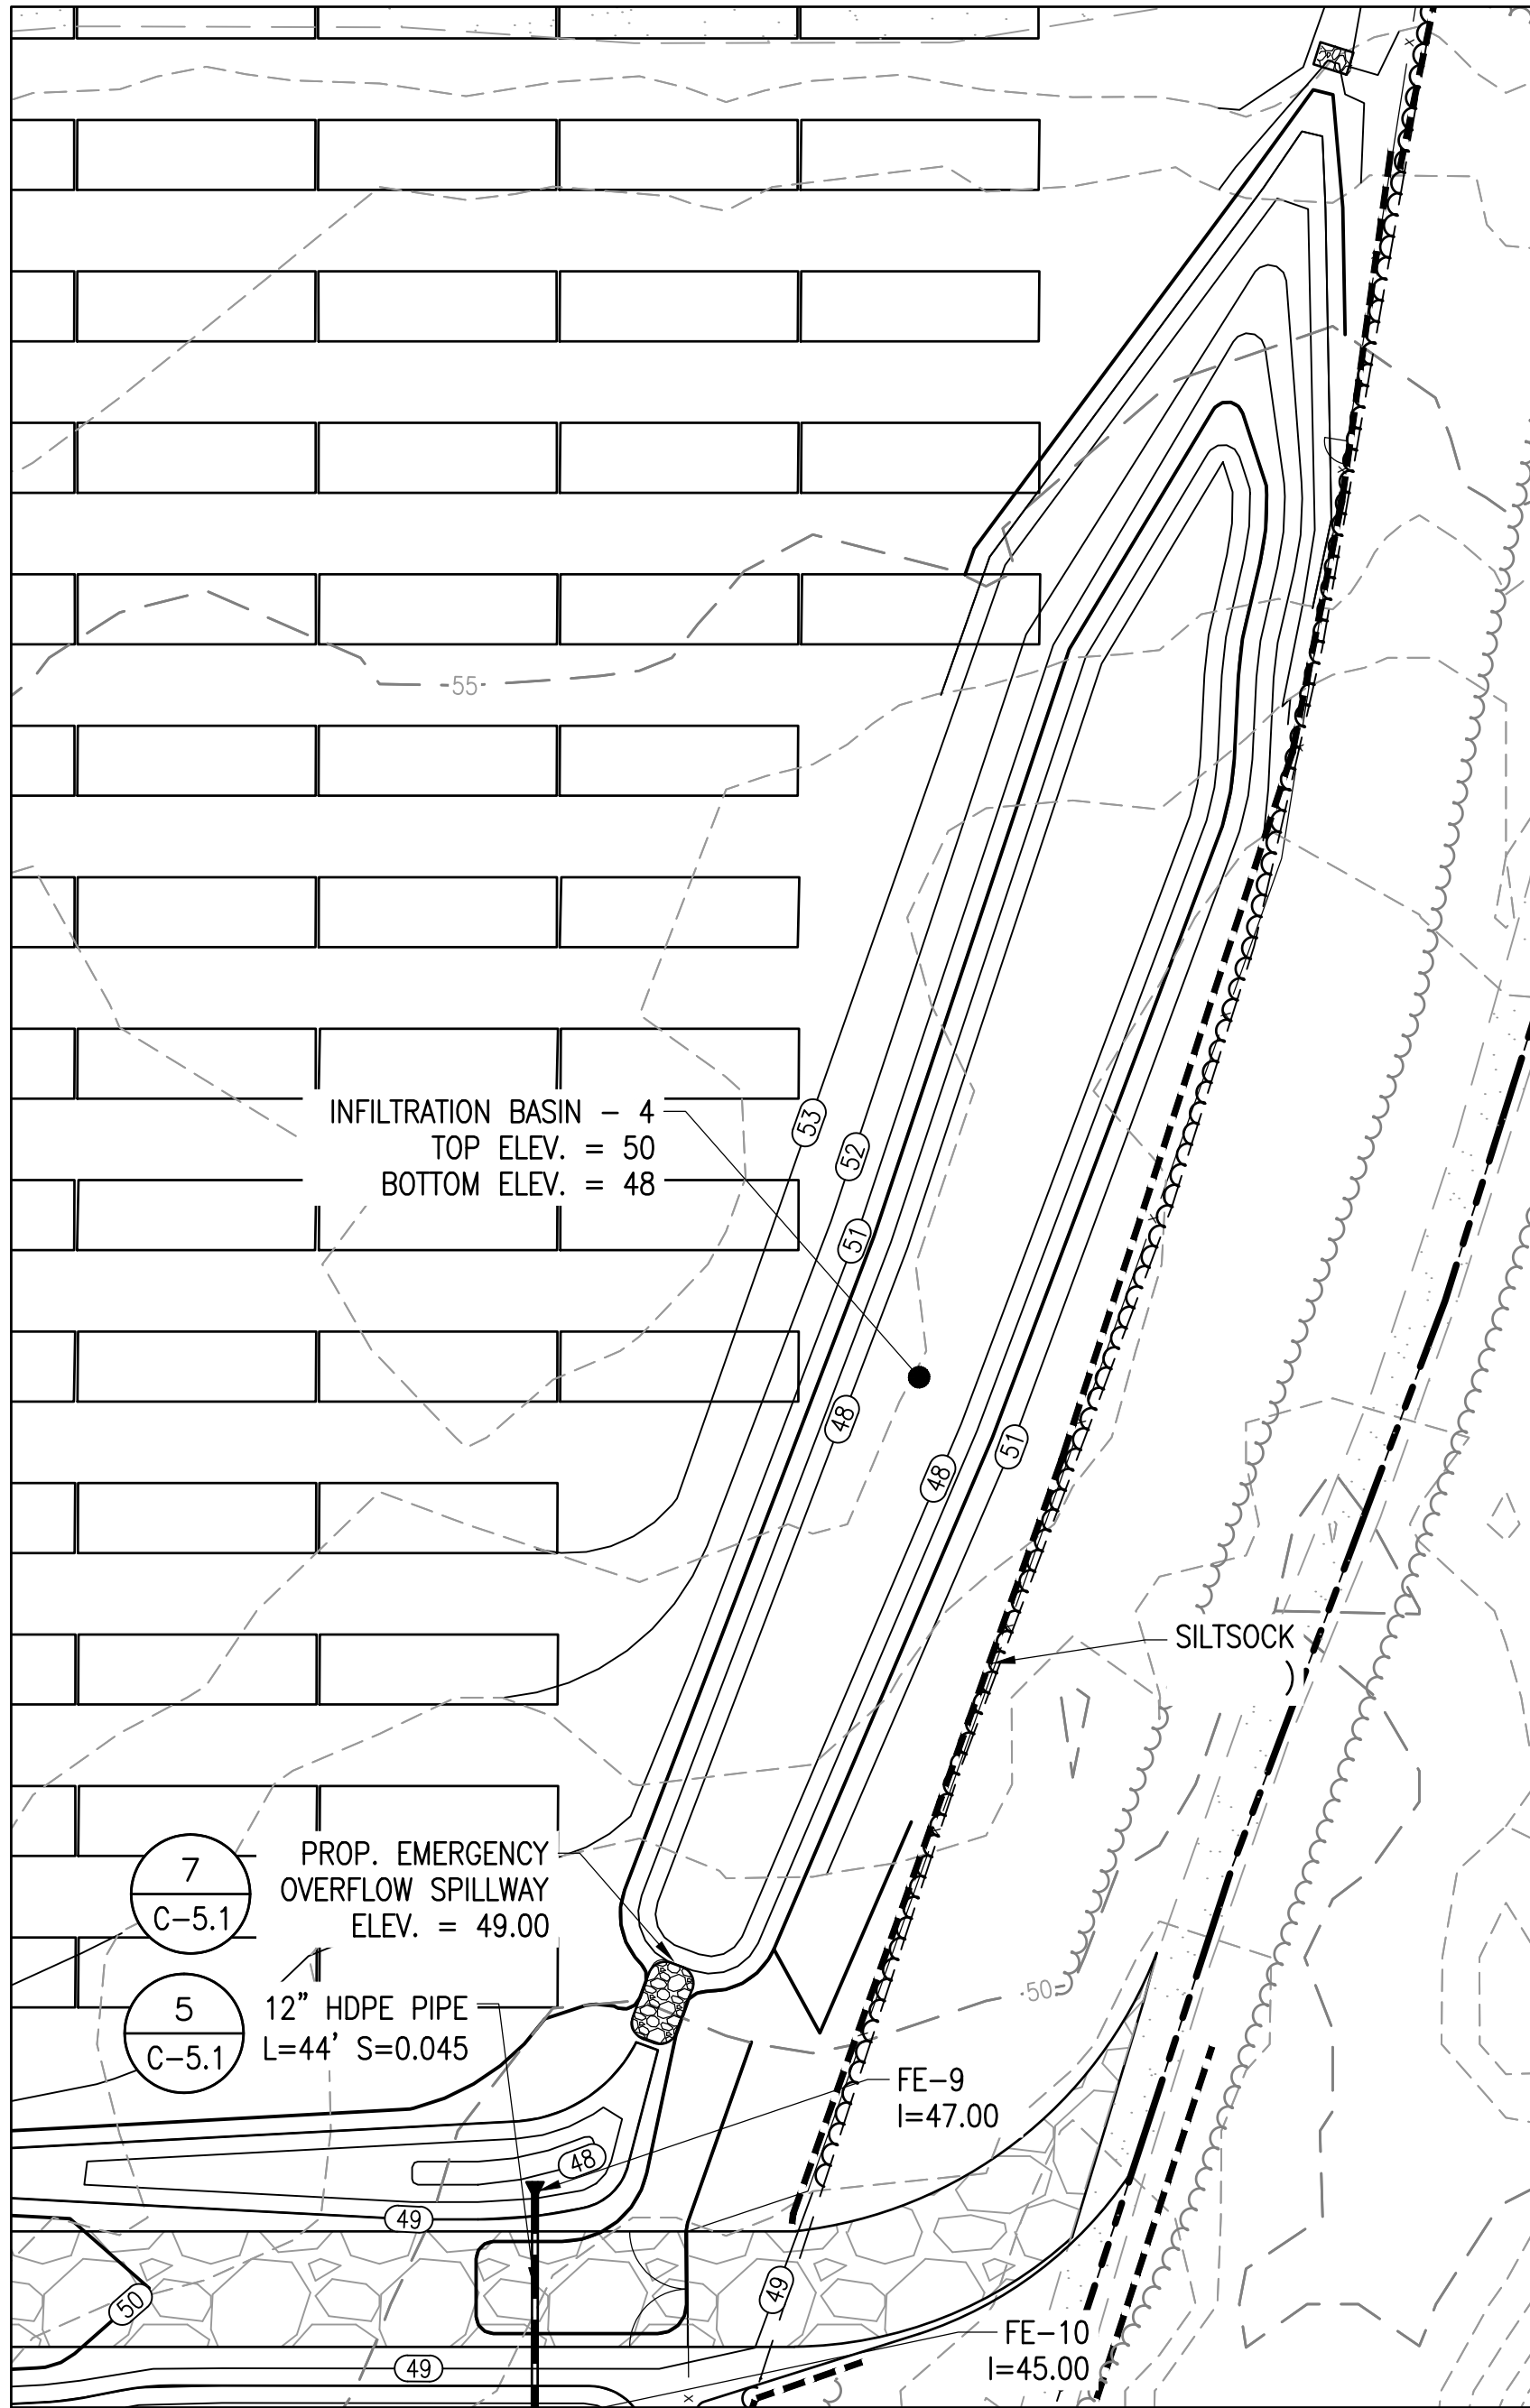 55
INFILTRATION BASIN - 4
TOP ELEV. = 50
BOTTOM ELEV. = 48
53
52
51
48
48
51
SILTSOCK
7
C-5.1
PROP. EMERGENCY
OVERFLOW SPILLWAY
ELEV. = 49.00
5
C-5.1
12" HDPE PIPE
L=44' S=0.045
50
FE-9
I=47.00
48
49
50
49
FE-10
I=45.00
49